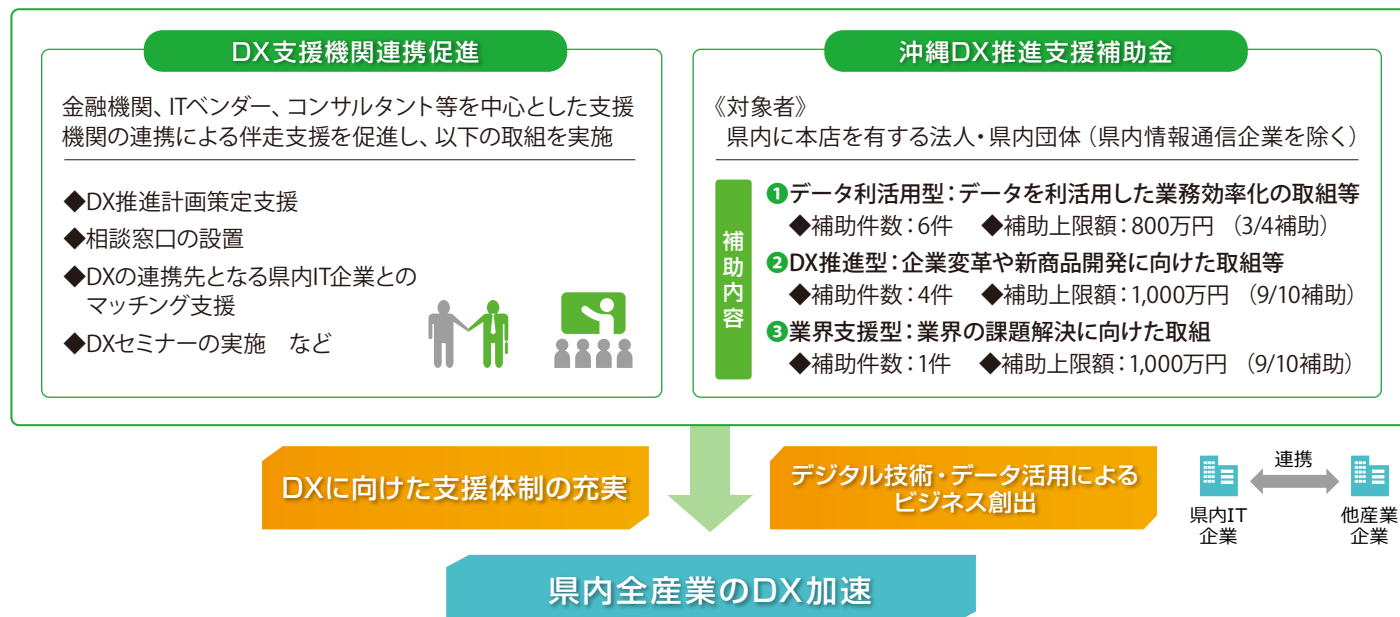 DX支援機関連携促進
金融機関、ITベンダー、コンサルタント等を中心とした支援
機関の連携による伴走支援を促進し、以下の取組を実施
◆DX推進計画策定支援
◆相談窓口の設置
◆DXの連携先となる県内IT企業との
マッチング支援
◆DXセミナーの実施　など
沖縄DX推進支援補助金
《対象者》
県内に本店を有する法人・県内団体（県内情報通信企業を除く）
補助内容
❶データ利活用型：データを利活用した業務効率化の取組等
◆補助件数：6件　◆補助上限額：800万円　（3/4補助）
❷DX推進型：企業変革や新商品開発に向けた取組等
◆補助件数：4件　◆補助上限額：1,000万円　（9/10補助）
❸業界支援型：業界の課題解決に向けた取組
◆補助件数：1件　◆補助上限額：1,000万円　（9/10補助）
DXに向けた支援体制の充実
デジタル技術・データ活用による
ビジネス創出
連携
県内IT
企業
他産業
企業
県内全産業のDX加速